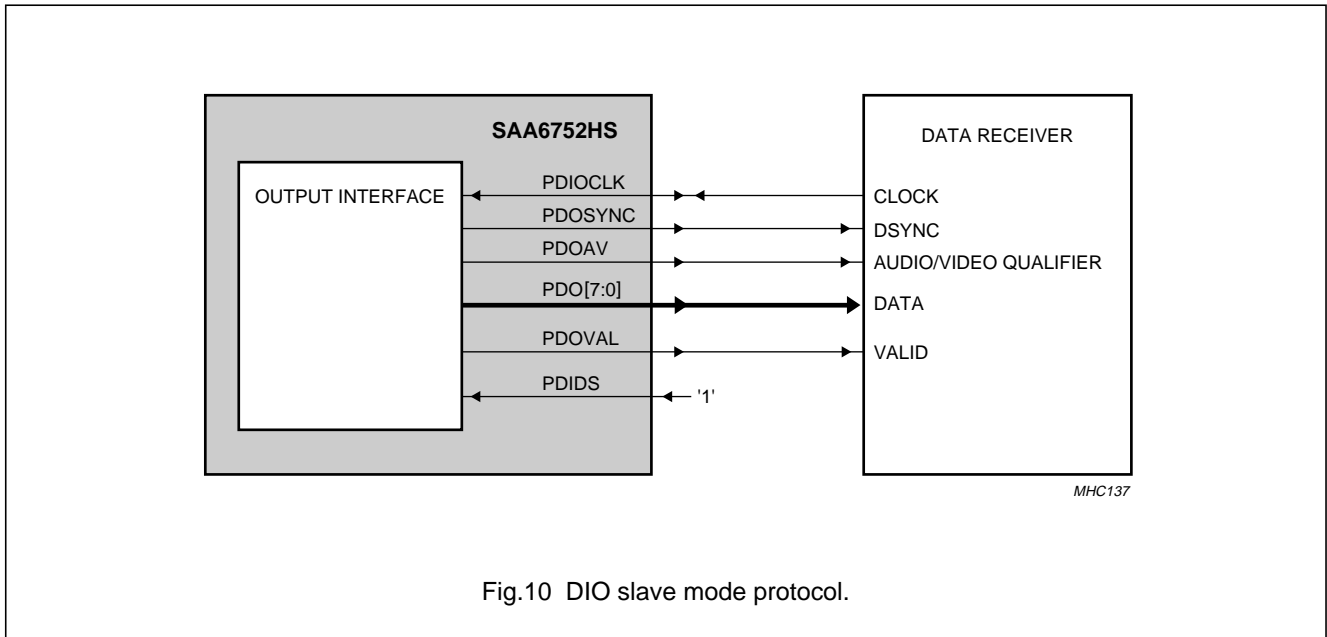 SAA6752HS
DATA RECEIVER
OUTPUT INTERFACE
PDIOCLK
CLOCK
PDOSYNC
DSYNC
PDOAV
AUDIO/VIDEO QUALIFIER
PDO[7:0]
DATA
PDOVAL
VALID
PDIDS
'1'
MHC137
Fig.10 DIO slave mode protocol.